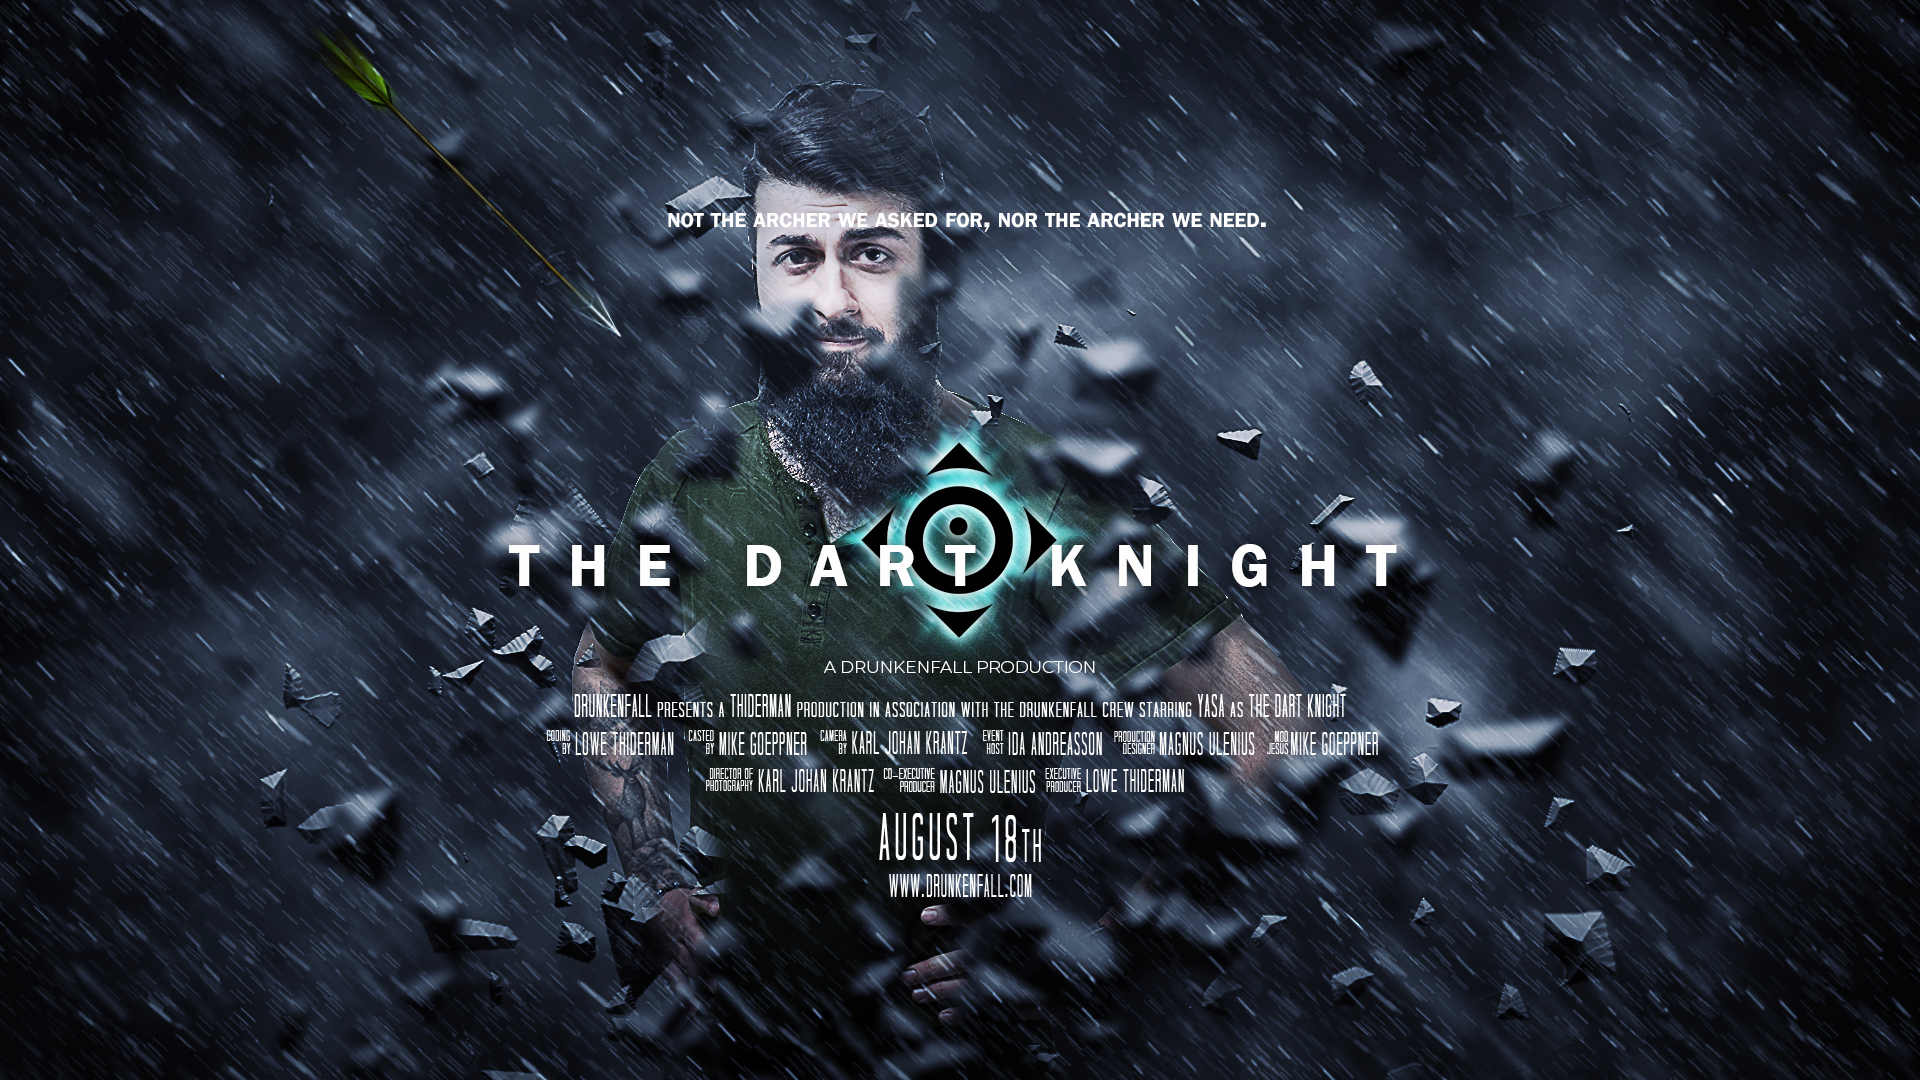 NOT THE ARCHER WE ASKED FOR, NOR THE ARCHER WE NEED.
THE DART KNIGHT
A DRUNKENFALL PRODUCTION
DRUNKENFALL PRESENTS A THIDERMAN PRODUCTION IN ASSOCIATION WITH THE DRUNKENFALL CREW STARRING YASA AS THE DART KNIGHT
CODING BY LOWE THIDERMAN CASTED BY MIKE GOEPPNER CAMERA BY KARL JOHAN KRANTZ EVENT HOST IDA ANDREASSON PRODUCTION DESIGNER MAGNUS ULENIUS MOD JESUS MIKE GOEPPNER
DIRECTOR OF PHOTOGRAPHY KARL JOHAN KRANTZ CO-EXECUTIVE PRODUCER MAGNUS ULENIUS EXECUTIVE PRODUCER LOWE THIDERMAN
AUGUST 18TH
WWW.DRUNKENFALL.COM